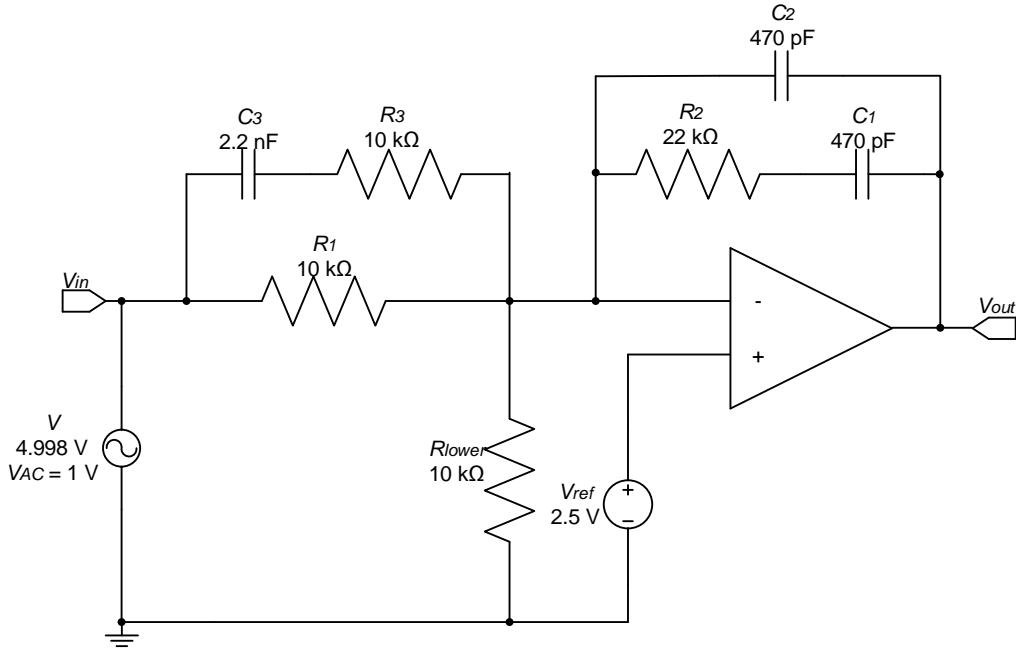 C2
470 pF
C3
2.2 nF
R3
10 kΩ
R2
22 kΩ
C1
470 pF
R1
10 kΩ
Vin
-
+
Vout
V
4.998 V
VAC = 1 V
Rlower
10 kΩ
Vref
2.5 V
+
−